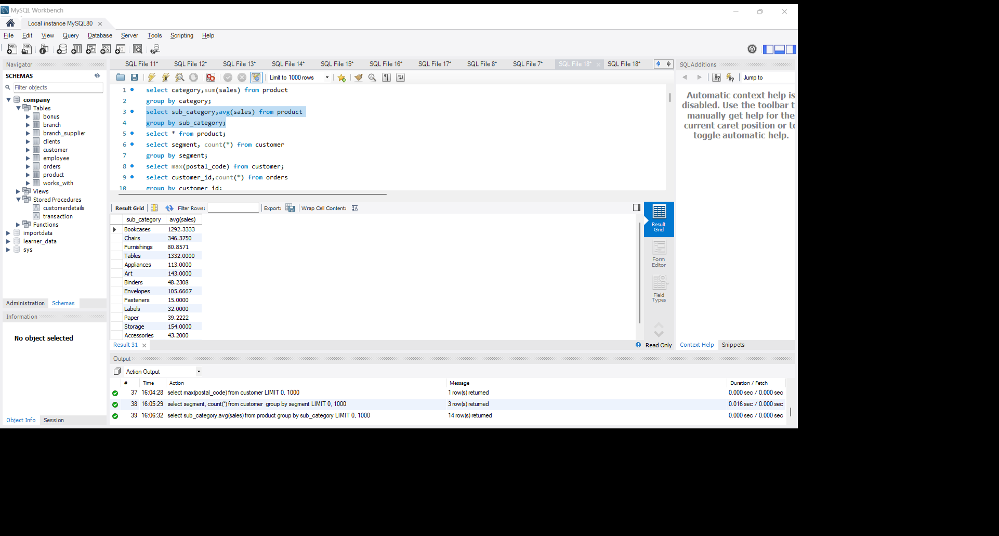 MySQL Workbench
Local instance MySQL80
File Edit View Query Database Server Tools Scripting Help
Navigator
SCHEMAS
Filter objects
company
Tables
bonus
branch
branch_supplier
clients
customer
employee
orders
product
works_with
Views
Stored Procedures
customerdetails
transaction
Functions
importdata
learner_data
sys
Administration Schemas
Information
No object selected
Object Info Session
SQL File 11* SQL File 12* SQL File 13* SQL File 14* SQL File 15* SQL File 16* SQL File 17* SQL File 8* SQL File 7* SQL File 18* SQL File 18*
Limit to 1000 rows
1 select category,sum(sales) from product
2 group by category;
3 select sub_category,avg(sales) from product
4 group by sub_category;
5 select * from product;
6 select segment, count(*) from customer
7 group by segment;
8 select max(postal_code) from customer;
9 select customer_id,count(*) from orders
10 group by customer_id;
Result Grid Filter Rows: Export: Wrap Cell Content:
sub_category avg(sales)
Bookcases 1292.3333
Chairs 346.3750
Furnishings 80.8571
Tables 1332.0000
Appliances 113.0000
Art 143.0000
Binders 48.2308
Envelopes 105.6667
Fasteners 15.0000
Labels 32.0000
Paper 39.2222
Storage 154.0000
Accessories 43.2000
Result Grid
Form Editor
Field Types
Result 31
Read Only
SQLAdditions
Jump to
Automatic context help is
disabled. Use the toolbar t
manually get help for the
current caret position or to
toggle automatic help.
Context Help Snippets
Output
Action Output
# Time Action Message Duration / Fetch
37 16:04:28 select max(postal_code) from customer LIMIT 0, 1000 1 row(s) returned 0.000 sec / 0.000 sec
38 16:05:29 select segment, count(*) from customer group by segment LIMIT 0, 1000 3 row(s) returned 0.016 sec / 0.000 sec
39 16:06:32 select sub_category,avg(sales) from product group by sub_category LIMIT 0, 1000 14 row(s) returned 0.000 sec / 0.000 sec